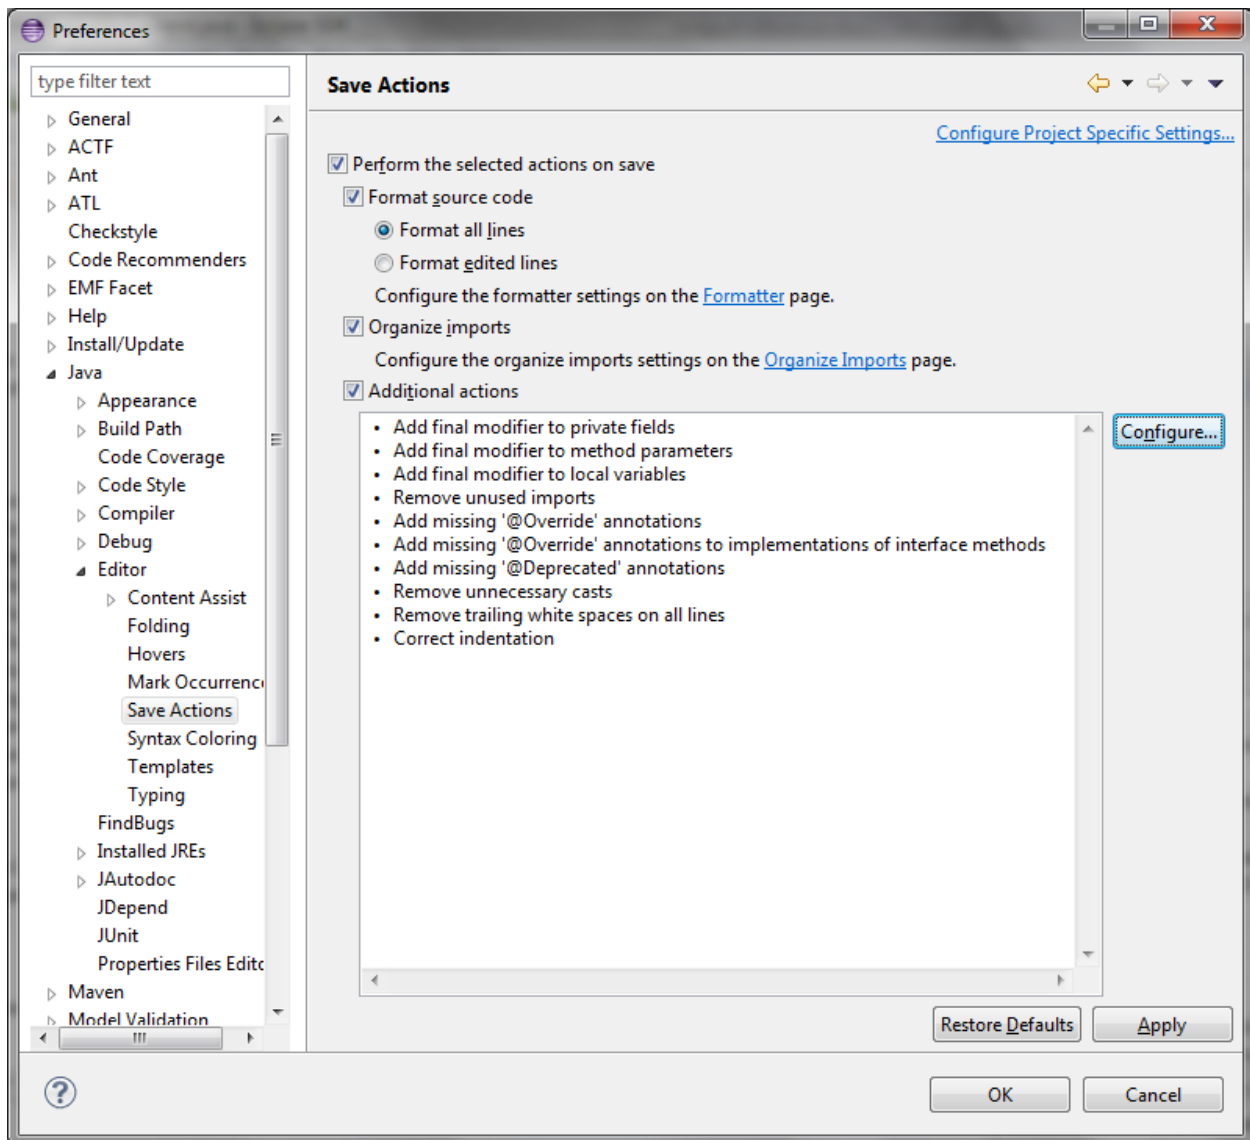 Preferences
type filter text
General
ACTF
Ant
ATL
Checkstyle
Code Recommenders
EMF Facet
Help
Install/Update
Java
Appearance
Build Path
Code Coverage
Code Style
Compiler
Debug
Editor
Content Assist
Folding
Hovers
Mark Occurrenc
Save Actions
Syntax Coloring
Templates
Typing
FindBugs
Installed JREs
JAutodoc
JDepend
JUnit
Properties Files Edito
Maven
Model Validation
Save Actions
Configure Project Specific Settings...
Perform the selected actions on save
Format source code
Format all lines
Format edited lines
Configure the formatter settings on the Formatter page.
Organize imports
Configure the organize imports settings on the Organize Imports page.
Additional actions
• Add final modifier to private fields
• Add final modifier to method parameters
• Add final modifier to local variables
• Remove unused imports
• Add missing '@Override' annotations
• Add missing '@Override' annotations to implementations of interface methods
• Add missing '@Deprecated' annotations
• Remove unnecessary casts
• Remove trailing white spaces on all lines
• Correct indentation
Configure...
Restore Defaults
Apply
OK
Cancel